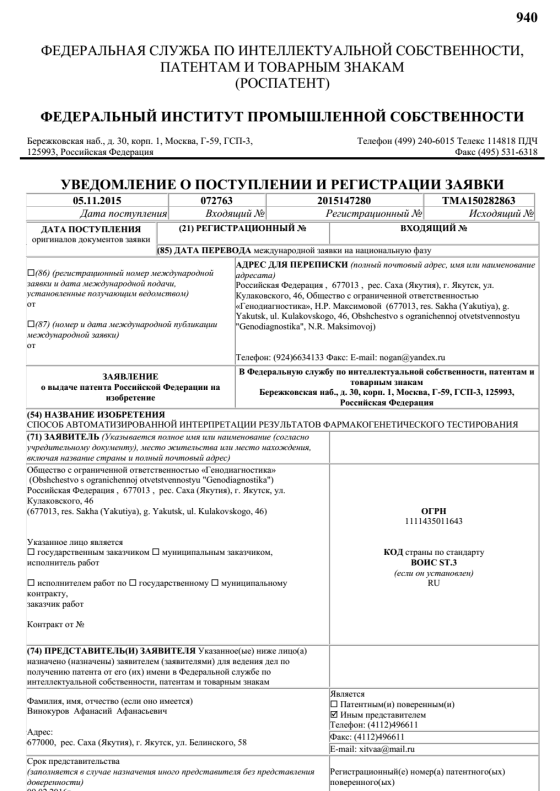 940
ФЕДЕРАЛЬНАЯ СЛУЖБА ПО ИНТЕЛЛЕКТУАЛЬНОЙ СОБСТВЕННОСТИ,
ПАТЕНТАМ И ТОВАРНЫМ ЗНАКАМ
(РОСПАТЕНТ)
ФЕДЕРАЛЬНЫЙ ИНСТИТУТ ПРОМЫШЛЕННОЙ СОБСТВЕННОСТИ
Бережковская наб., д. 30, корп. 1, Москва, Г-59, ГСП-3,
125993, Российская Федерация
Телефон (499) 240-6015 Телекс 114818 ПДЧ
Факс (495) 531-6318
УВЕДОМЛЕНИЕ О ПОСТУПЛЕНИИ И РЕГИСТРАЦИИ ЗАЯВКИ
05.11.2015 072763 2015147280 TMA150282863
Дата поступления Входящий № Регистрационный № Исходящий №
ДАТА ПОСТУПЛЕНИЯ
оригиналов документов заявки
(21) РЕГИСТРАЦИОННЫЙ № ВХОДЯЩИЙ №
(85) ДАТА ПЕРЕВОДА международной заявки на национальную фазу
☐(86) (регистрационный номер международной
заявки и дата международной подачи,
установленные получающим ведомством)
от
☐(87) (номер и дата международной публикации
международной заявки)
от
АДРЕС ДЛЯ ПЕРЕПИСКИ (полный почтовый адрес, имя или наименование
адресата)
Российская Федерация , 677013 , рес. Саха (Якутия), г. Якутск, ул.
Кулаковского, 46, Общество с ограниченной ответственностью
«Генодиагностика», Н.Р. Максимовой (677013, res. Sakha (Yakutiya), g.
Yakutsk, ul. Kulakovskogo, 46, Obshchestvo s ogranichennoj otvetstvennostyu
"Genodiagnostika", N.R. Maksimovoj)
Телефон: (924)6634133 Факс: E-mail: nogan@yandex.ru
ЗАЯВЛЕНИЕ
о выдаче патента Российской Федерации на
изобретение
В Федеральную службу по интеллектуальной собственности, патентам и
товарным знакам
Бережковская наб., д. 30, корп. 1, Москва, Г-59, ГСП-3, 125993,
Российская Федерация
(54) НАЗВАНИЕ ИЗОБРЕТЕНИЯ
СПОСОБ АВТОМАТИЗИРОВАННОЙ ИНТЕРПРЕТАЦИИ РЕЗУЛЬТАТОВ ФАРМАКОГЕНЕТИЧЕСКОГО ТЕСТИРОВАНИЯ
(71) ЗАЯВИТЕЛЬ (Указывается полное имя или наименование (согласно
учредительному документу), место жительства или место нахождения,
включая название страны и полный почтовый адрес)
Общество с ограниченной ответственностью «Генодиагностика»
(Obshchestvo s ogranichennoj otvetstvennostyu "Genodiagnostika")
Российская Федерация , 677013 , рес. Саха (Якутия), г. Якутск, ул.
Кулаковского, 46
(677013, res. Sakha (Yakutiya), g. Yakutsk, ul. Kulakovskogo, 46)
Указанное лицо является
☐ государственным заказчиком ☐ муниципальным заказчиком,
исполнитель работ
☐ исполнителем работ по ☐ государственному ☐ муниципальному
контракту,
заказчик работ
Контракт от №
ОГРН
1111435011643
КОД страны по стандарту
ВОИС ST.3
(если он установлен)
RU
(74) ПРЕДСТАВИТЕЛЬ(И) ЗАЯВИТЕЛЯ Указанное(ые) ниже лицо(а)
назначено (назначены) заявителем (заявителями) для ведения дел по
получению патента от его (их) имени в Федеральной службе по
интеллектуальной собственности, патентам и товарным знакам
Фамилия, имя, отчество (если оно имеется)
Винокуров Афанасий Афанасьевич
Адрес:
677000, рес. Саха (Якутия), г. Якутск, ул. Белинского, 58
Является
☐ Патентным(и) поверенным(и)
☑ Иным представителем
Телефон: (4112)496611
Факс: (4112)496611
E-mail: xitvaa@mail.ru
Срок представительства
(заполняется в случае назначения иного представителя без представления
доверенности)
Регистрационный(е) номер(а) патентного(ых)
поверенного(ых)